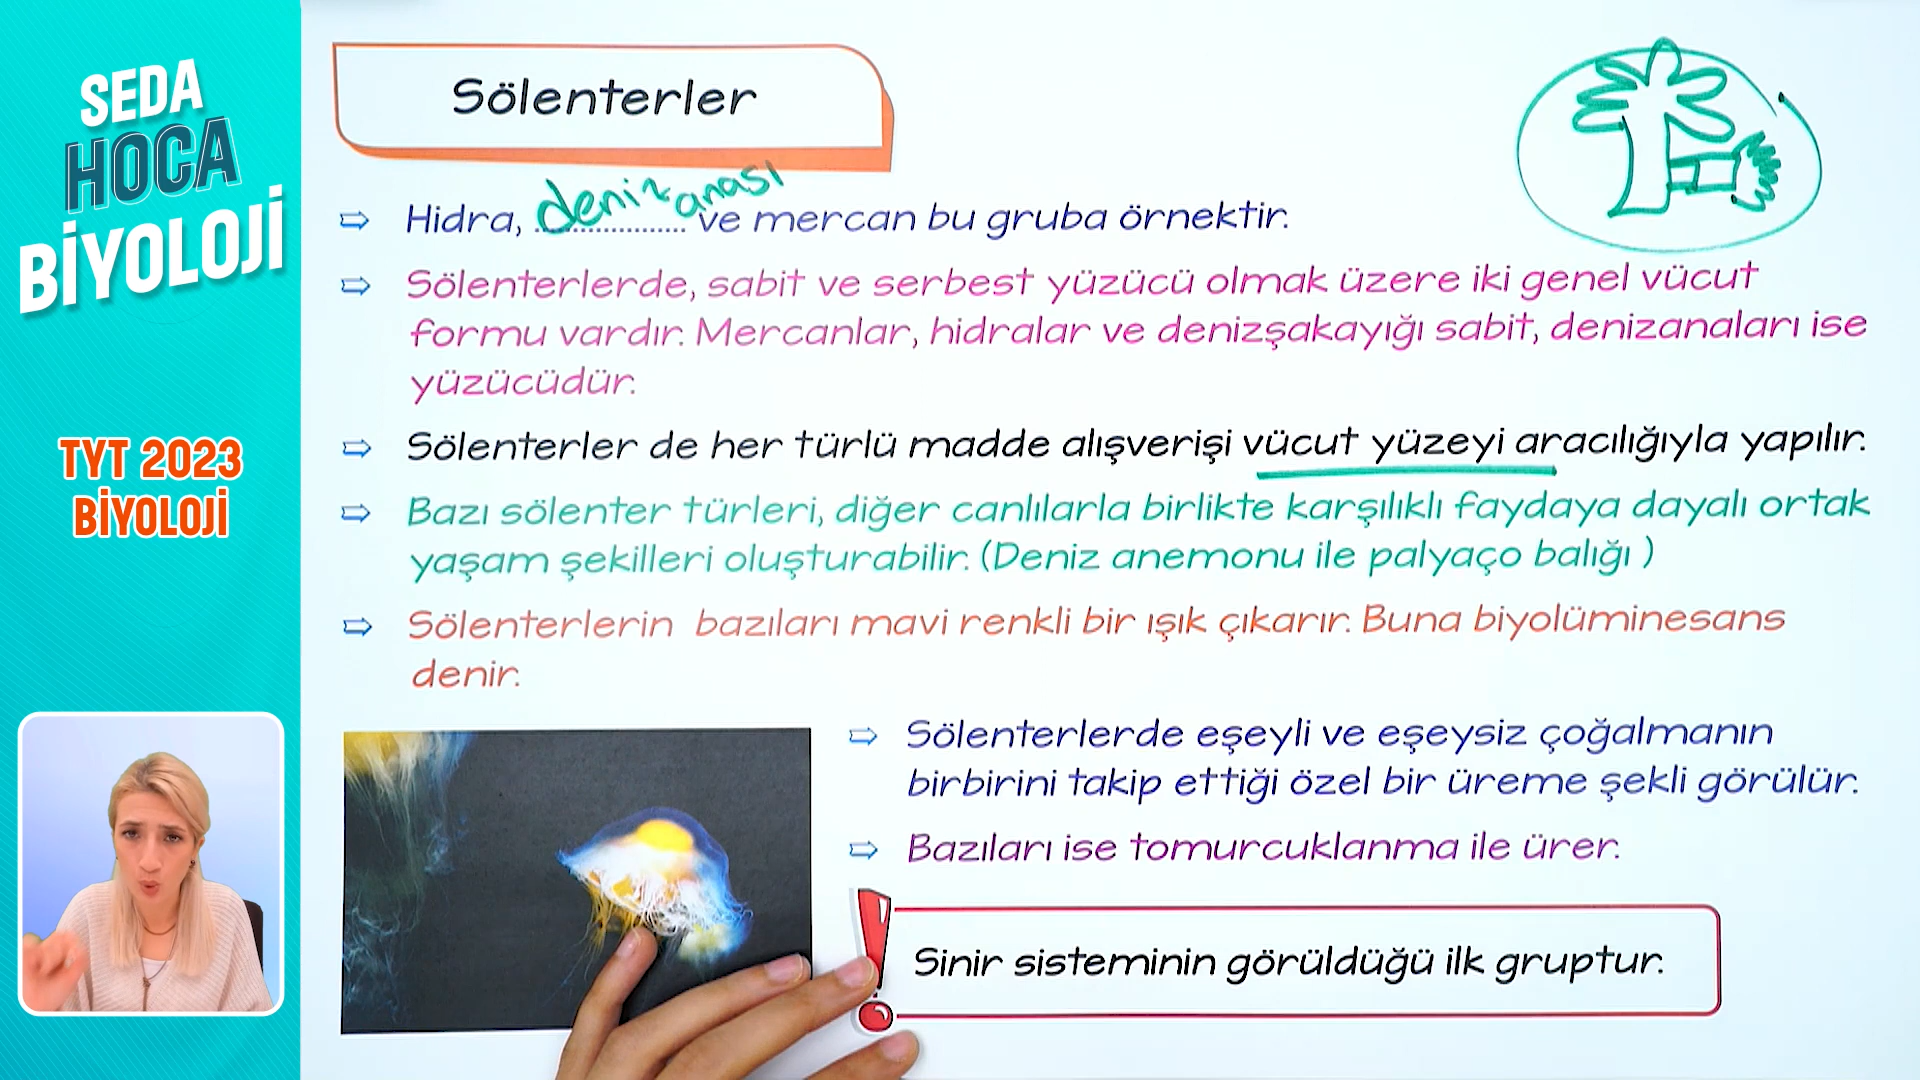 SEDA
HOCA
BİYOLOJİ
TYT 2023
BİYOLOJİ
Sölenterler
Hidra, denizanası ve mercan bu gruba örnektir.
Sölenterlerde, sabit ve serbest yüzücü olmak üzere iki genel vücut
formu vardır. Mercanlar, hidralar ve denizşakayığı sabit, denizanaları ise
yüzücüdür.
Sölenterler de her türlü madde alışverişi vücut yüzeyi aracılığıyla yapılır.
Bazı sölenter türleri, diğer canlılarla birlikte karşılıklı faydaya dayalı ortak
yaşam şekilleri oluşturabilir. (Deniz anemonu ile palyaço balığı )
Sölenterlerin bazıları mavi renkli bir ışık çıkarır. Buna biyolüminesans
denir.
Sölenterlerde eşeyli ve eşeysiz çoğalmanın
birbirini takip ettiği özel bir üreme şekli görülür.
Bazıları ise tomurcuklanma ile ürer.
Sinir sisteminin görüldüğü ilk gruptur.